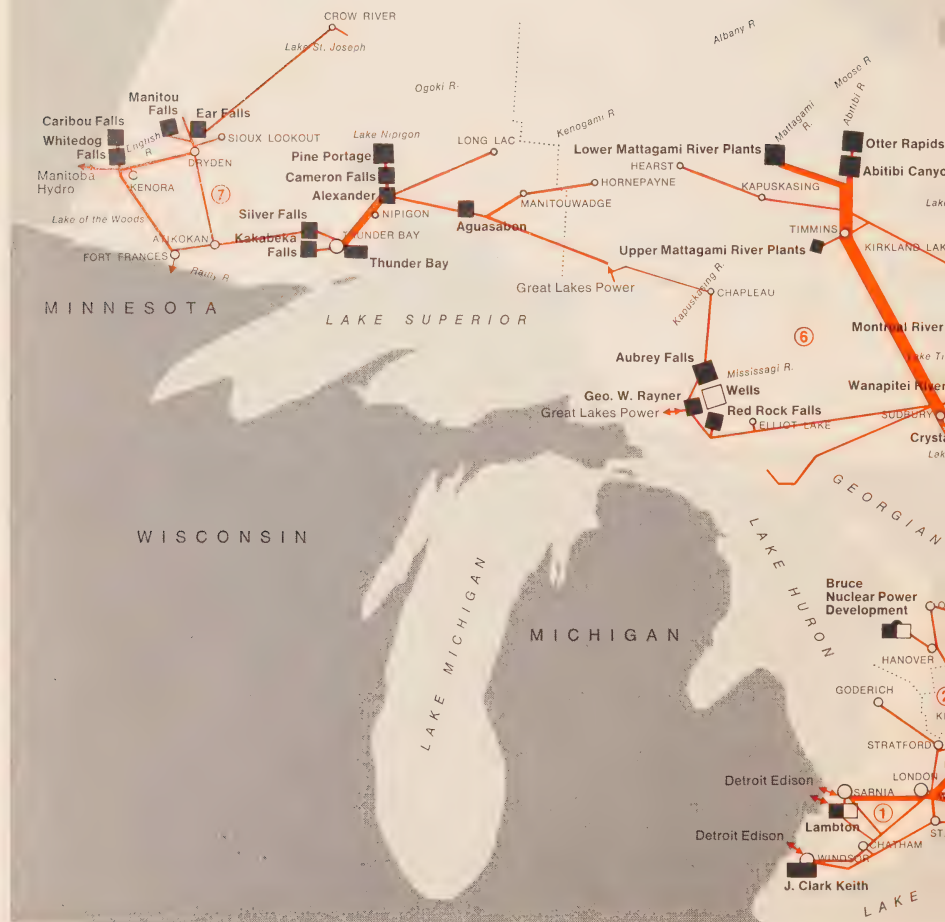 CROW RIVER
Lake St. Joseph
Albany R
Ogoki R.
Moose R
Manitou
Falls
Ear Falls
Caribou Falls
Whitedog
Falls
English
R
SIOUX LOOKOUT
DRYDEN
Manitoba
Hydro
KENORA
7
Lake of the Woods
ATIKOKAN
FORT FRANCES
Rainy R
Lake Nipigon
Pine Portage
Cameron Falls
Alexander
NIPIGON
Silver Falls
Kakabeka
Falls
THUNDER BAY
Thunder Bay
LONG LAC
Kenogami R
MANITOUWADGE
HORNEPAYNE
Aguasabon
Lower Mattagami River Plants
HEARST
KAPUSKASING
Mattagami
R.
Abitibi R
Otter Rapids
Abitibi Canyo
Lake
TIMMINS
Upper Mattagami River Plants
KIRKLAND LAK
Great Lakes Power
Kapuskasing R.
CHAPLEAU
MINNESOTA
LAKE SUPERIOR
6
Montreal River
Lake Ti
Aubrey Falls
Mississagi R.
Wells
Geo. W. Rayner
Great Lakes Power
Red Rock Falls
ELLIOT LAKE
Wanapitei River
SUDBURY
Crysta
Lake
GEORGIAN
WISCONSIN
LAKE MICHIGAN
MICHIGAN
LAKE HURON
Bruce
Nuclear Power
Development
HANOVER
GODERICH
2
STRATFORD
LONDON
Detroit Edison
SARNIA
Lambton
1
ST.
Detroit Edison
CHATHAM
WINDSOR
J. Clark Keith
LAKE